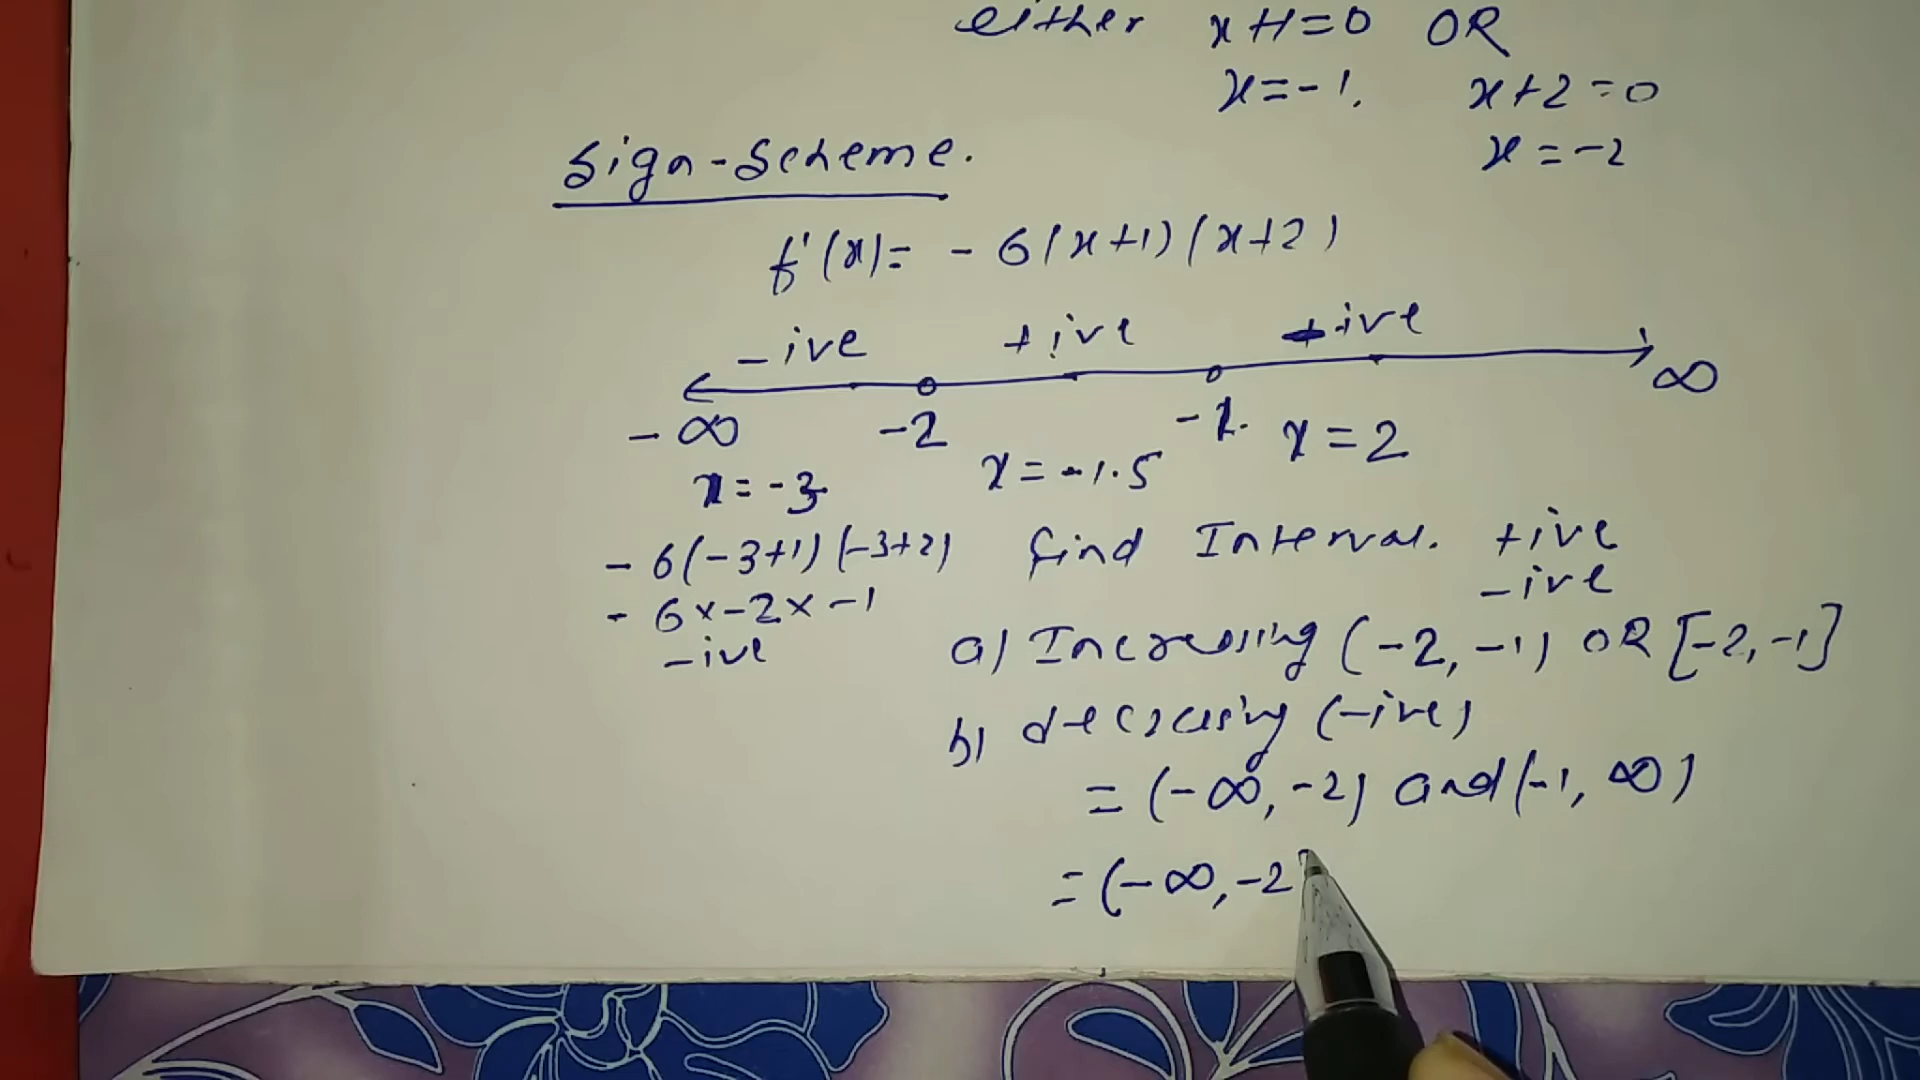 either x+1=0 OR
x=-1. x+2=0
x=-2
Sign-Scheme.
f'(x)= -6(x+1)(x+2)
-ive +ive -ive
-∞ -2 -1. ∞
x=-3 x=-1.5 x=2
-6(-3+1)(-3+2) find Interval. +ive
-6x-2x-1 -ive
-ive
a) Increasing (-2,-1) OR [-2,-1]
b) decreasing (-ive)
=(-∞,-2) and (-1,∞)
=(-∞,-2